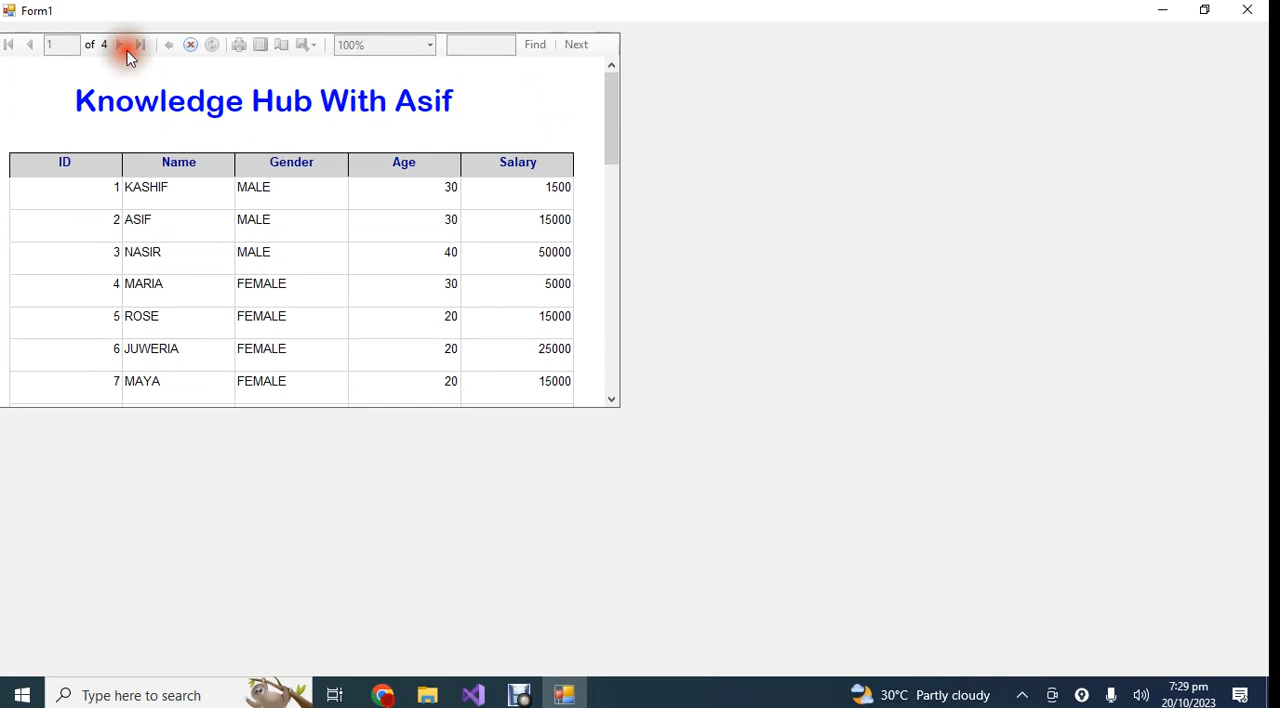 Form1
1 of 4 100% Find Next
Knowledge Hub With Asif
ID Name Gender Age Salary
1 KASHIF MALE 30 1500
2 ASIF MALE 30 15000
3 NASIR MALE 40 50000
4 MARIA FEMALE 30 5000
5 ROSE FEMALE 20 15000
6 JUWERIA FEMALE 20 25000
7 MAYA FEMALE 20 15000
Type here to search 30°C Partly cloudy 7:29 pm
20/10/2023